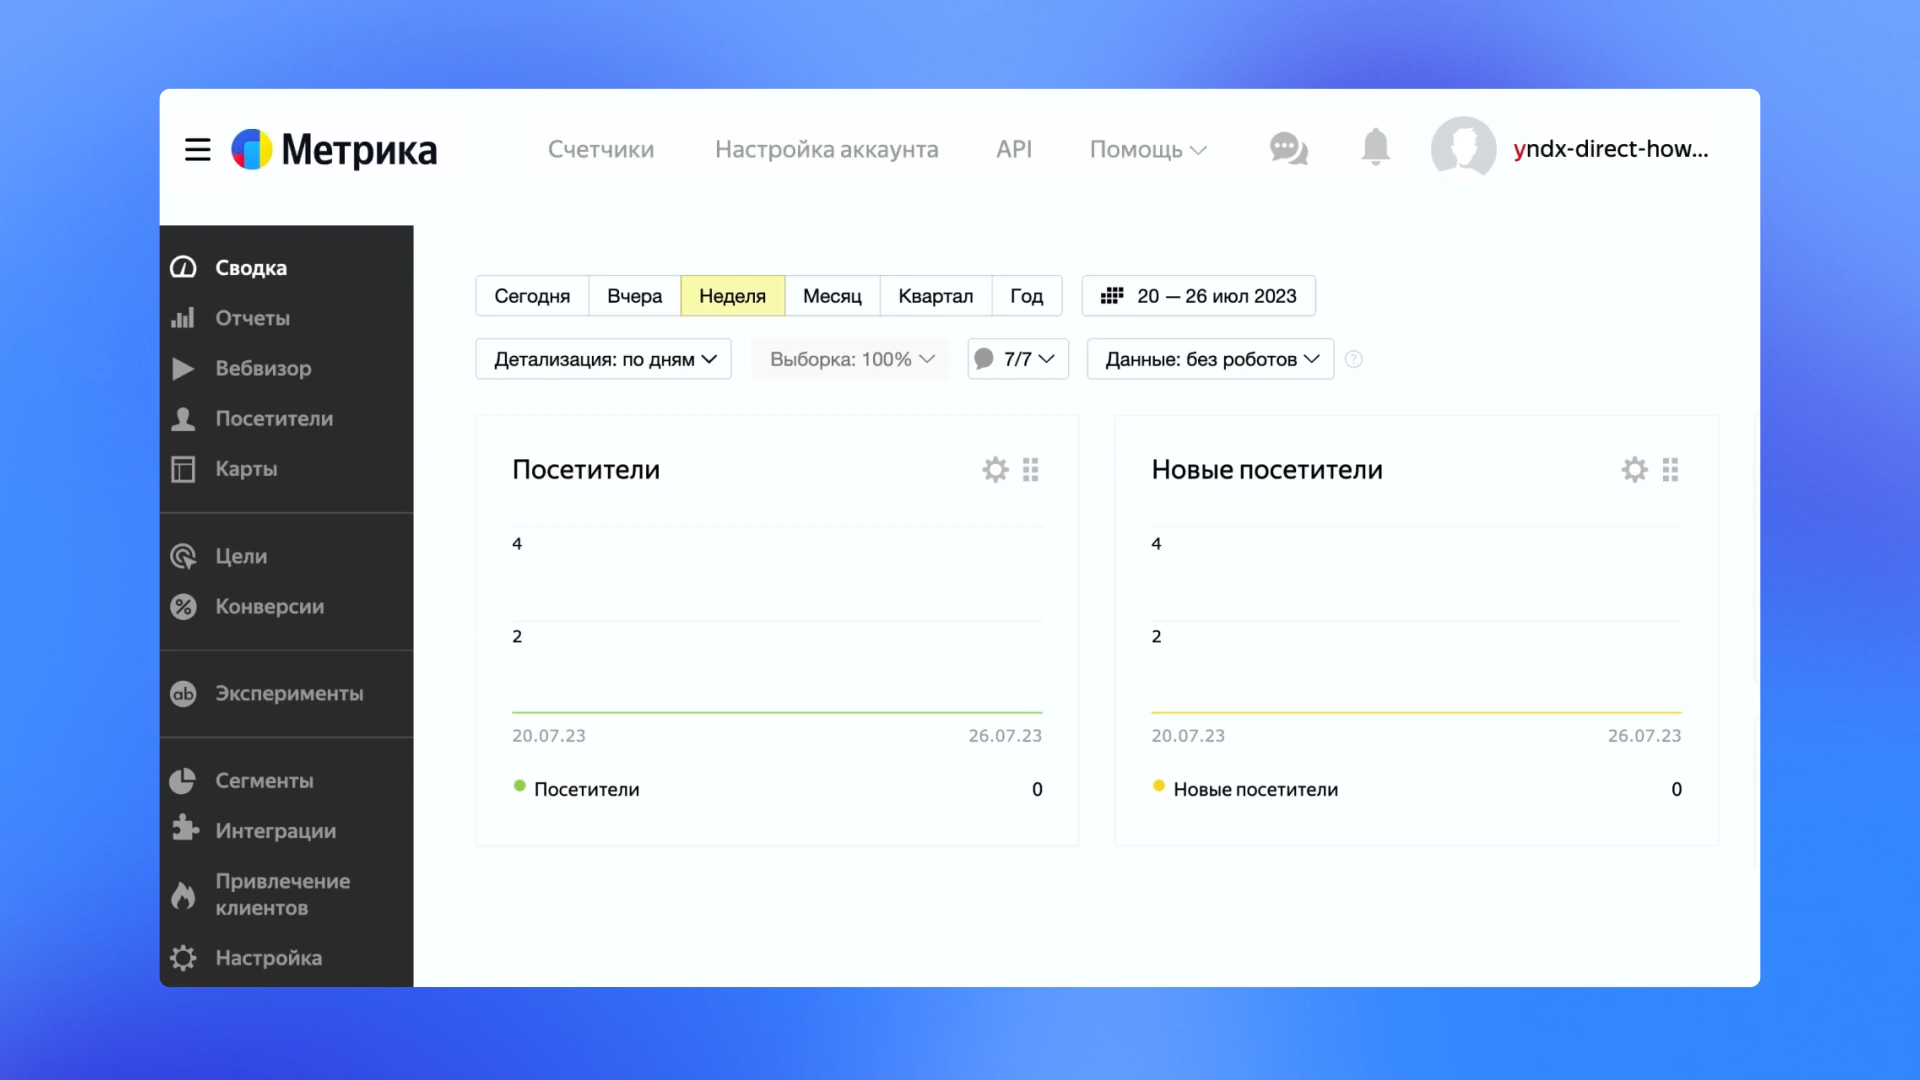 Метрика
Счетчики
Настройка аккаунта
API
Помощь
yndx-direct-how...
Сводка
Отчеты
Вебвизор
Посетители
Карты
Цели
Конверсии
ab
Эксперименты
Сегменты
Интеграции
Привлечение
клиентов
Настройка
Сегодня
Вчера
Неделя
Месяц
Квартал
Год
20 — 26 июл 2023
Детализация: по дням
Выборка: 100%
7/7
Данные: без роботов
?
Посетители
4
2
20.07.23
26.07.23
Посетители
0
Новые посетители
4
2
20.07.23
26.07.23
Новые посетители
0